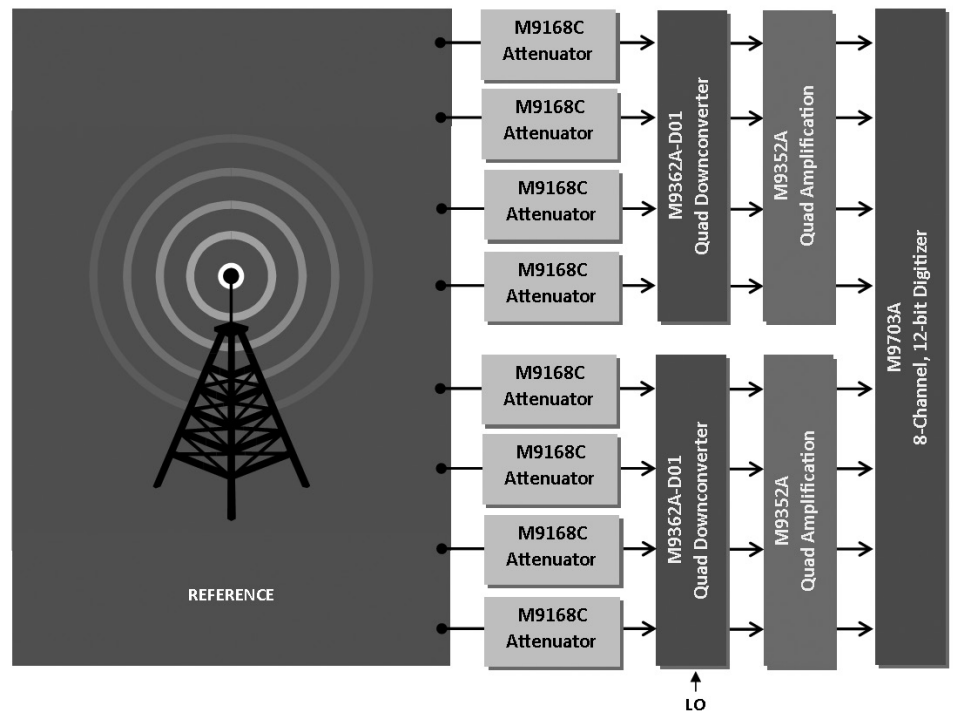 M9168C
Attenuator
M9168C
Attenuator
M9168C
Attenuator
M9168C
Attenuator
M9362A-D01
Quad Downconverter
M9352A
Quad Amplification
M9168C
Attenuator
M9168C
Attenuator
M9168C
Attenuator
M9168C
Attenuator
M9362A-D01
Quad Downconverter
M9352A
Quad Amplification
M9703A
8-Channel, 12-bit Digitizer
REFERENCE
LO